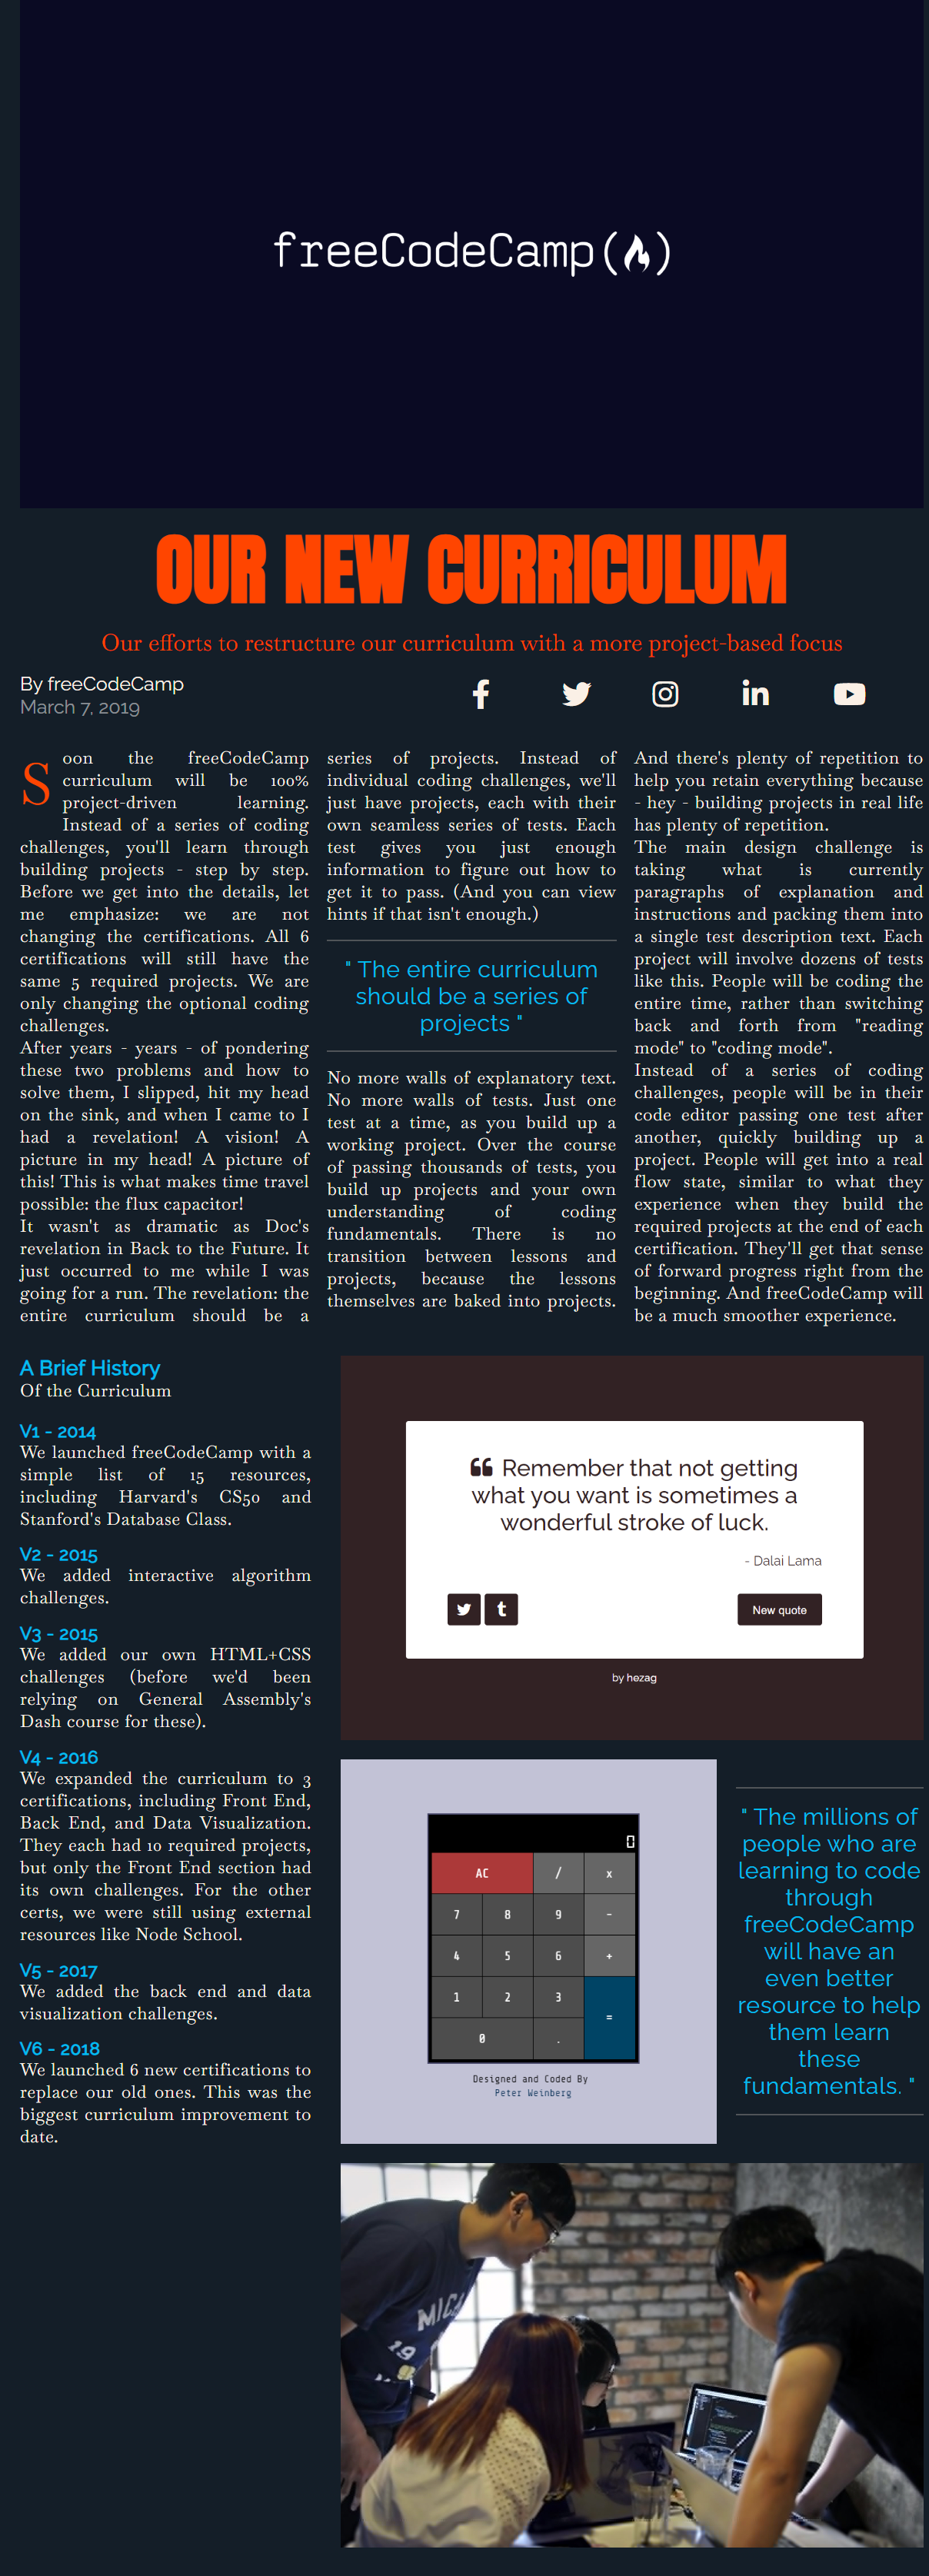 freeCodeCamp(🔥)
OUR NEW CURRICULUM
Our efforts to restructure our curriculum with a more project-based focus
By freeCodeCamp
March 7, 2019
Soon the freeCodeCamp
curriculum will be 100%
project-driven learning.
Instead of a series of coding
challenges, you'll learn through
building projects - step by step.
Before we get into the details, let
me emphasize: we are not
changing the certifications. All 6
certifications will still have the
same 5 required projects. We are
only changing the optional coding
challenges.
After years - years - of pondering
these two problems and how to
solve them, I slipped, hit my head
on the sink, and when I came to I
had a revelation! A vision! A
picture in my head! A picture of
this! This is what makes time travel
possible: the flux capacitor!
It wasn't as dramatic as Doc's
revelation in Back to the Future. It
just occurred to me while I was
going for a run. The revelation: the
entire curriculum should be a
series of projects. Instead of
individual coding challenges, we'll
just have projects, each with their
own seamless series of tests. Each
test gives you just enough
information to figure out how to
get it to pass. (And you can view
hints if that isn't enough.)
" The entire curriculum
should be a series of
projects "
No more walls of explanatory text.
No more walls of tests. Just one
test at a time, as you build up a
working project. Over the course
of passing thousands of tests, you
build up projects and your own
understanding of coding
fundamentals. There is no
transition between lessons and
projects, because the lessons
themselves are baked into projects.
And there's plenty of repetition to
help you retain everything because
- hey - building projects in real life
has plenty of repetition.
The main design challenge is
taking what is currently
paragraphs of explanation and
instructions and packing them into
a single test description text. Each
project will involve dozens of tests
like this. People will be coding the
entire time, rather than switching
back and forth from "reading
mode" to "coding mode".
Instead of a series of coding
challenges, people will be in their
code editor passing one test after
another, quickly building up a
project. People will get into a real
flow state, similar to what they
experience when they build the
required projects at the end of each
certification. They'll get that sense
of forward progress right from the
beginning. And freeCodeCamp will
be a much smoother experience.
A Brief History
Of the Curriculum
V1 - 2014
We launched freeCodeCamp with a
simple list of 15 resources,
including Harvard's CS50 and
Stanford's Database Class.
V2 - 2015
We added interactive algorithm
challenges.
V3 - 2015
We added our own HTML+CSS
challenges (before we'd been
relying on General Assembly's
Dash course for these).
V4 - 2016
We expanded the curriculum to 3
certifications, including Front End,
Back End, and Data Visualization.
They each had 10 required projects,
but only the Front End section had
its own challenges. For the other
certs, we were still using external
resources like Node School.
V5 - 2017
We added the back end and data
visualization challenges.
V6 - 2018
We launched 6 new certifications to
replace our old ones. This was the
biggest curriculum improvement to
date.
“ Remember that not getting
what you want is sometimes a
wonderful stroke of luck.
- Dalai Lama
New quote
by hezag
0
AC / x
7 8 9 -
4 5 6 +
1 2 3 =
0 .
Designed and Coded By
Peter Weinberg
" The millions of
people who are
learning to code
through
freeCodeCamp
will have an
even better
resource to help
them learn
these
fundamentals. "
19